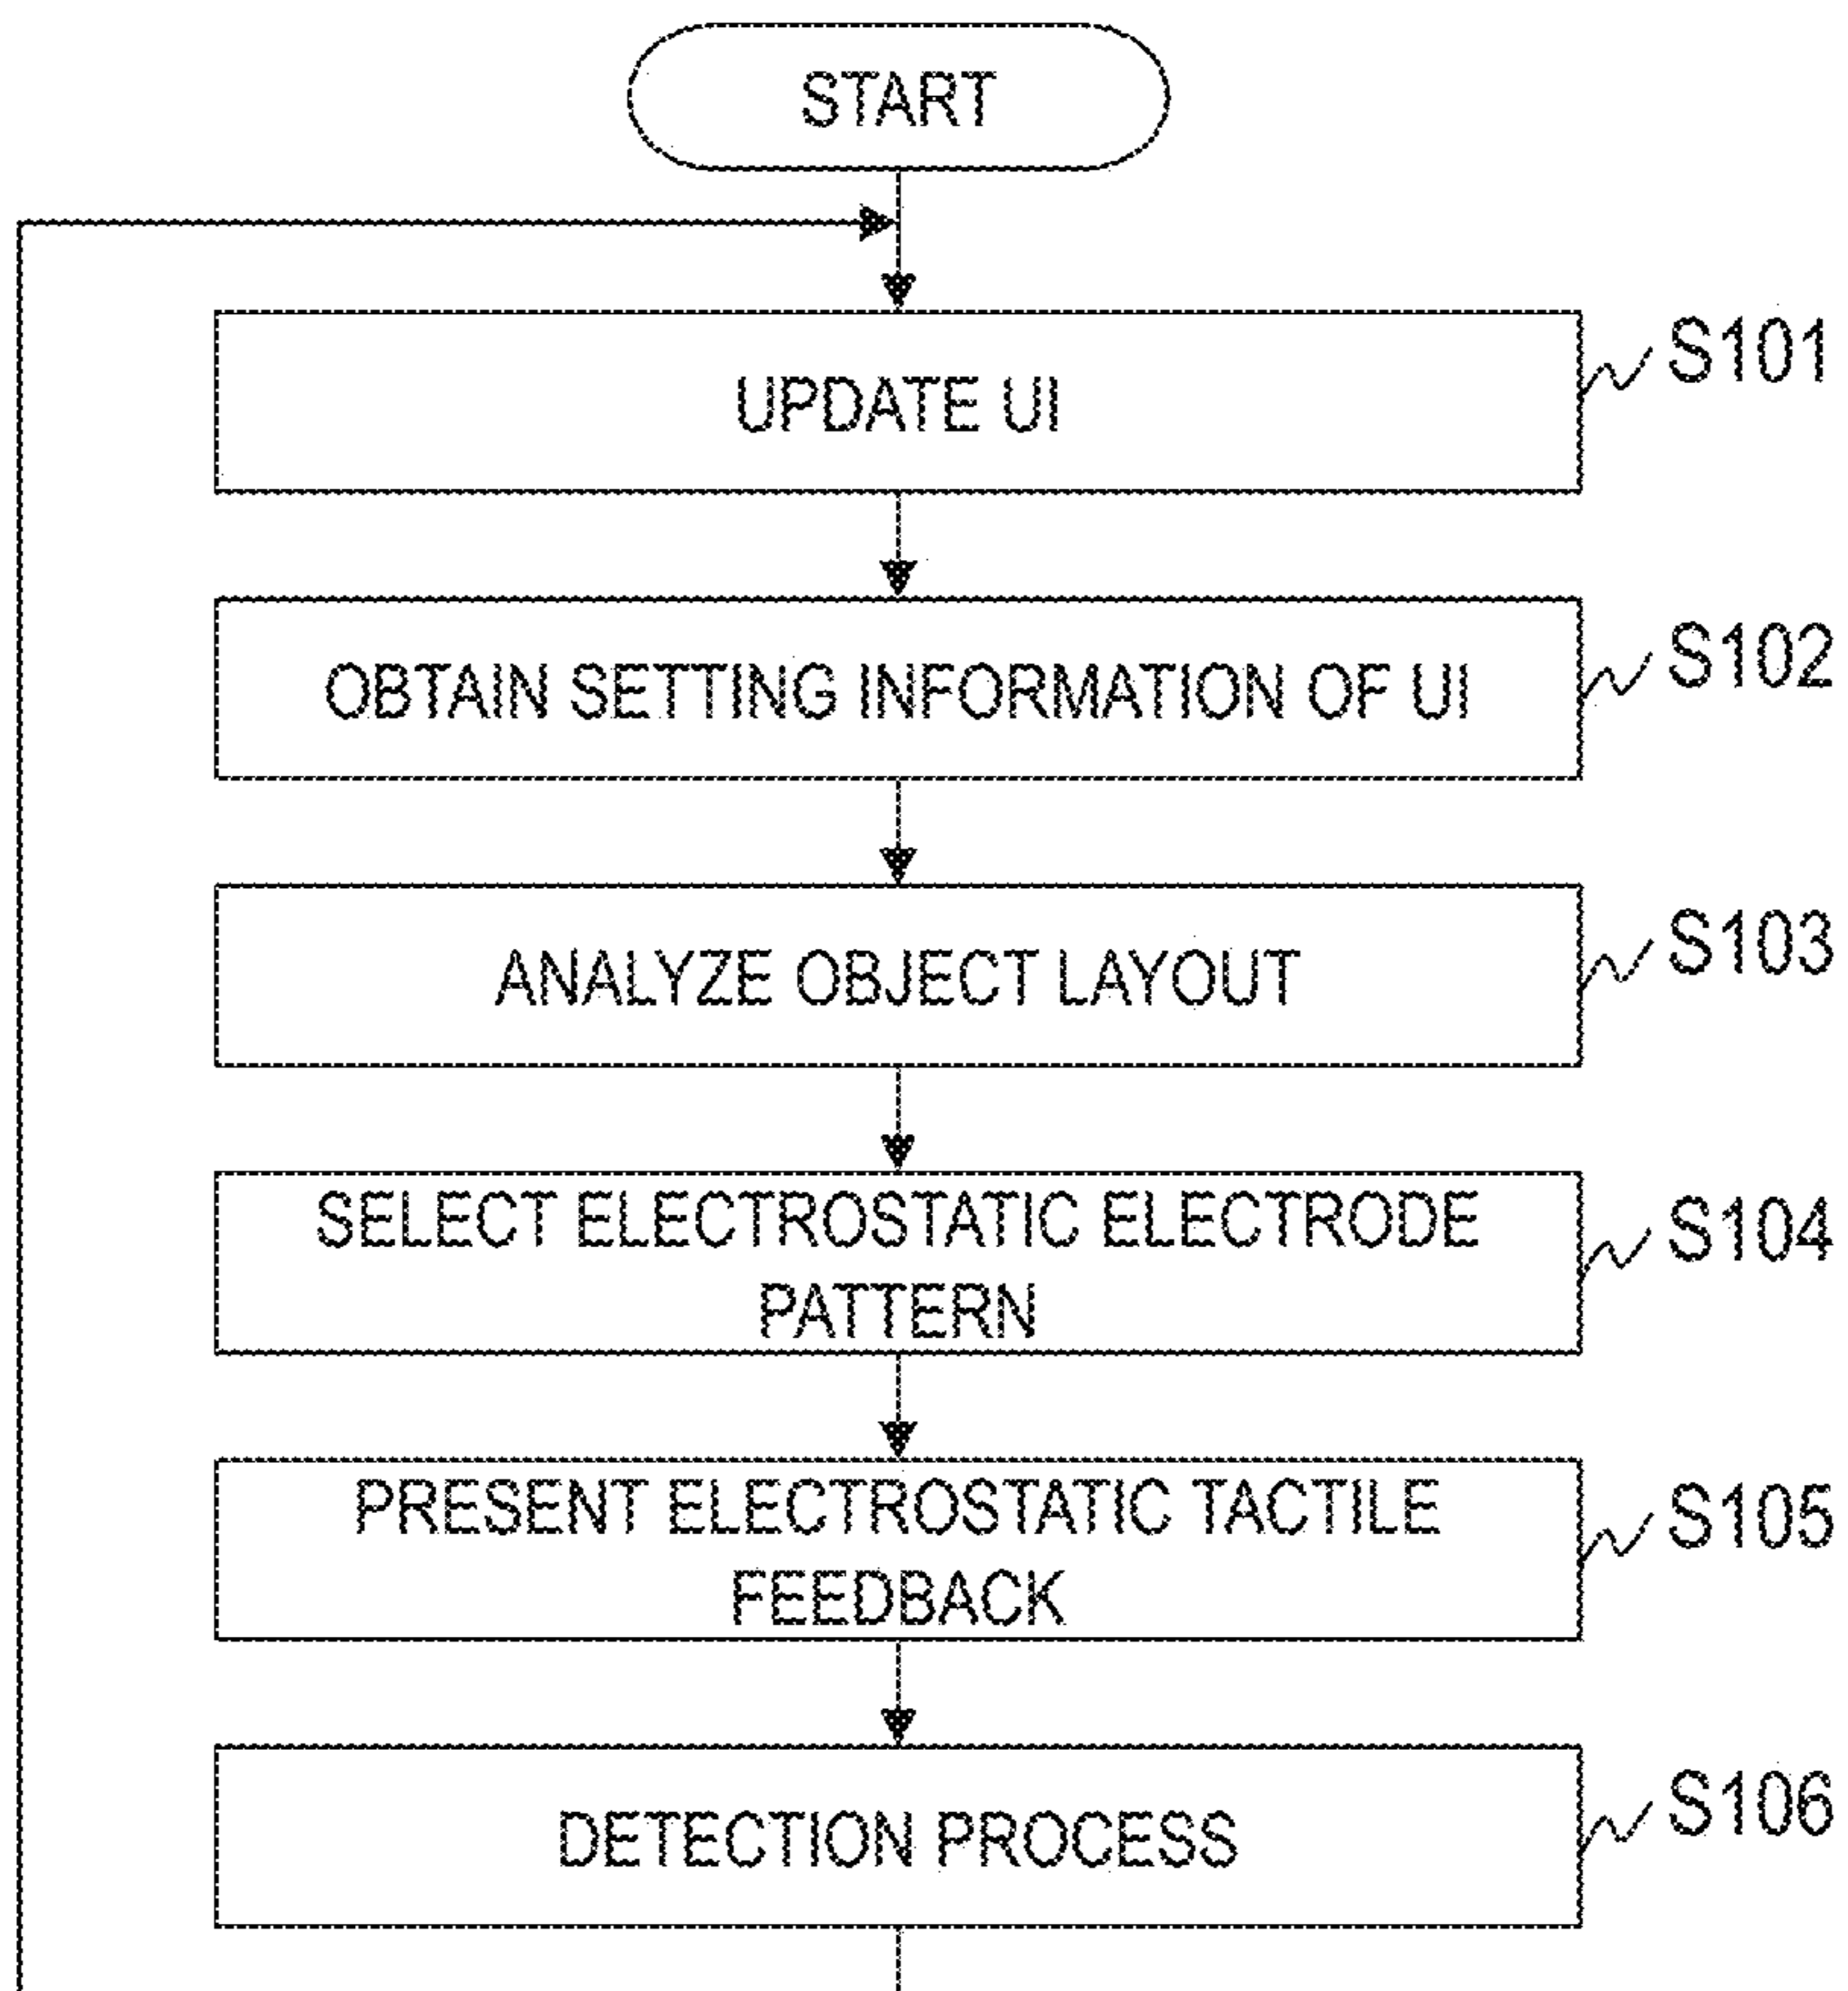 START
UPDATE UI
S101
OBTAIN SETTING INFORMATION OF UI
S102
ANALYZE OBJECT LAYOUT
S103
SELECT ELECTROSTATIC ELECTRODE
PATTERN
S104
PRESENT ELECTROSTATIC TACTILE
FEEDBACK
S105
DETECTION PROCESS
S106